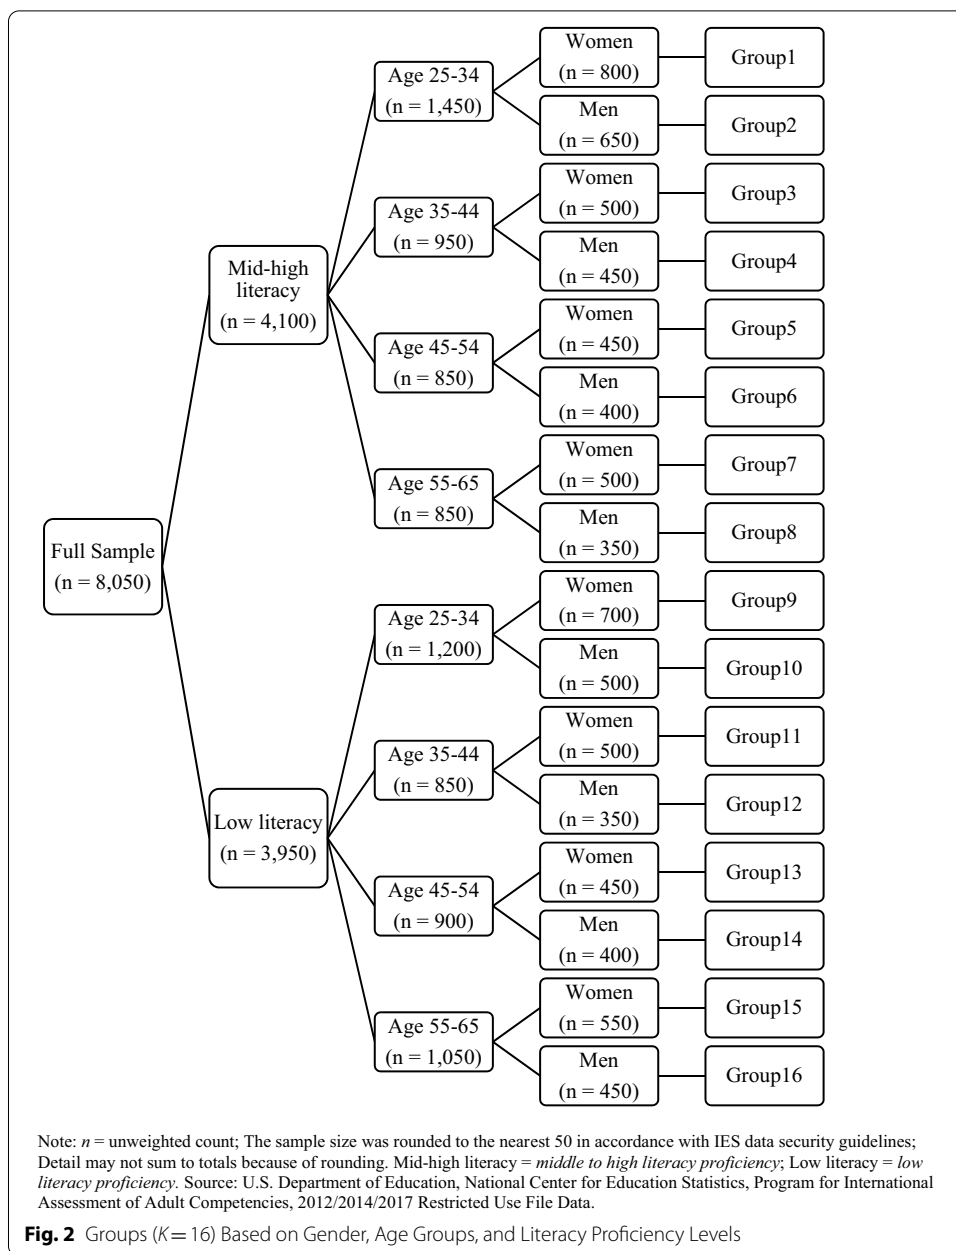 Full Sample
(n = 8,050)
Mid-high
literacy
(n = 4,100)
Age 25-34
(n = 1,450)
Women
(n = 800)
Group1
Men
(n = 650)
Group2
Age 35-44
(n = 950)
Women
(n = 500)
Group3
Men
(n = 450)
Group4
Age 45-54
(n = 850)
Women
(n = 450)
Group5
Men
(n = 400)
Group6
Age 55-65
(n = 850)
Women
(n = 500)
Group7
Men
(n = 350)
Group8
Low literacy
(n = 3,950)
Age 25-34
(n = 1,200)
Women
(n = 700)
Group9
Men
(n = 500)
Group10
Age 35-44
(n = 850)
Women
(n = 500)
Group11
Men
(n = 350)
Group12
Age 45-54
(n = 900)
Women
(n = 450)
Group13
Men
(n = 400)
Group14
Age 55-65
(n = 1,050)
Women
(n = 550)
Group15
Men
(n = 450)
Group16
Note: n = unweighted count; The sample size was rounded to the nearest 50 in accordance with IES data security guidelines;
Detail may not sum to totals because of rounding. Mid-high literacy = middle to high literacy proficiency; Low literacy = low
literacy proficiency. Source: U.S. Department of Education, National Center for Education Statistics, Program for International
Assessment of Adult Competencies, 2012/2014/2017 Restricted Use File Data.
Fig. 2 Groups (K = 16) Based on Gender, Age Groups, and Literacy Proficiency Levels